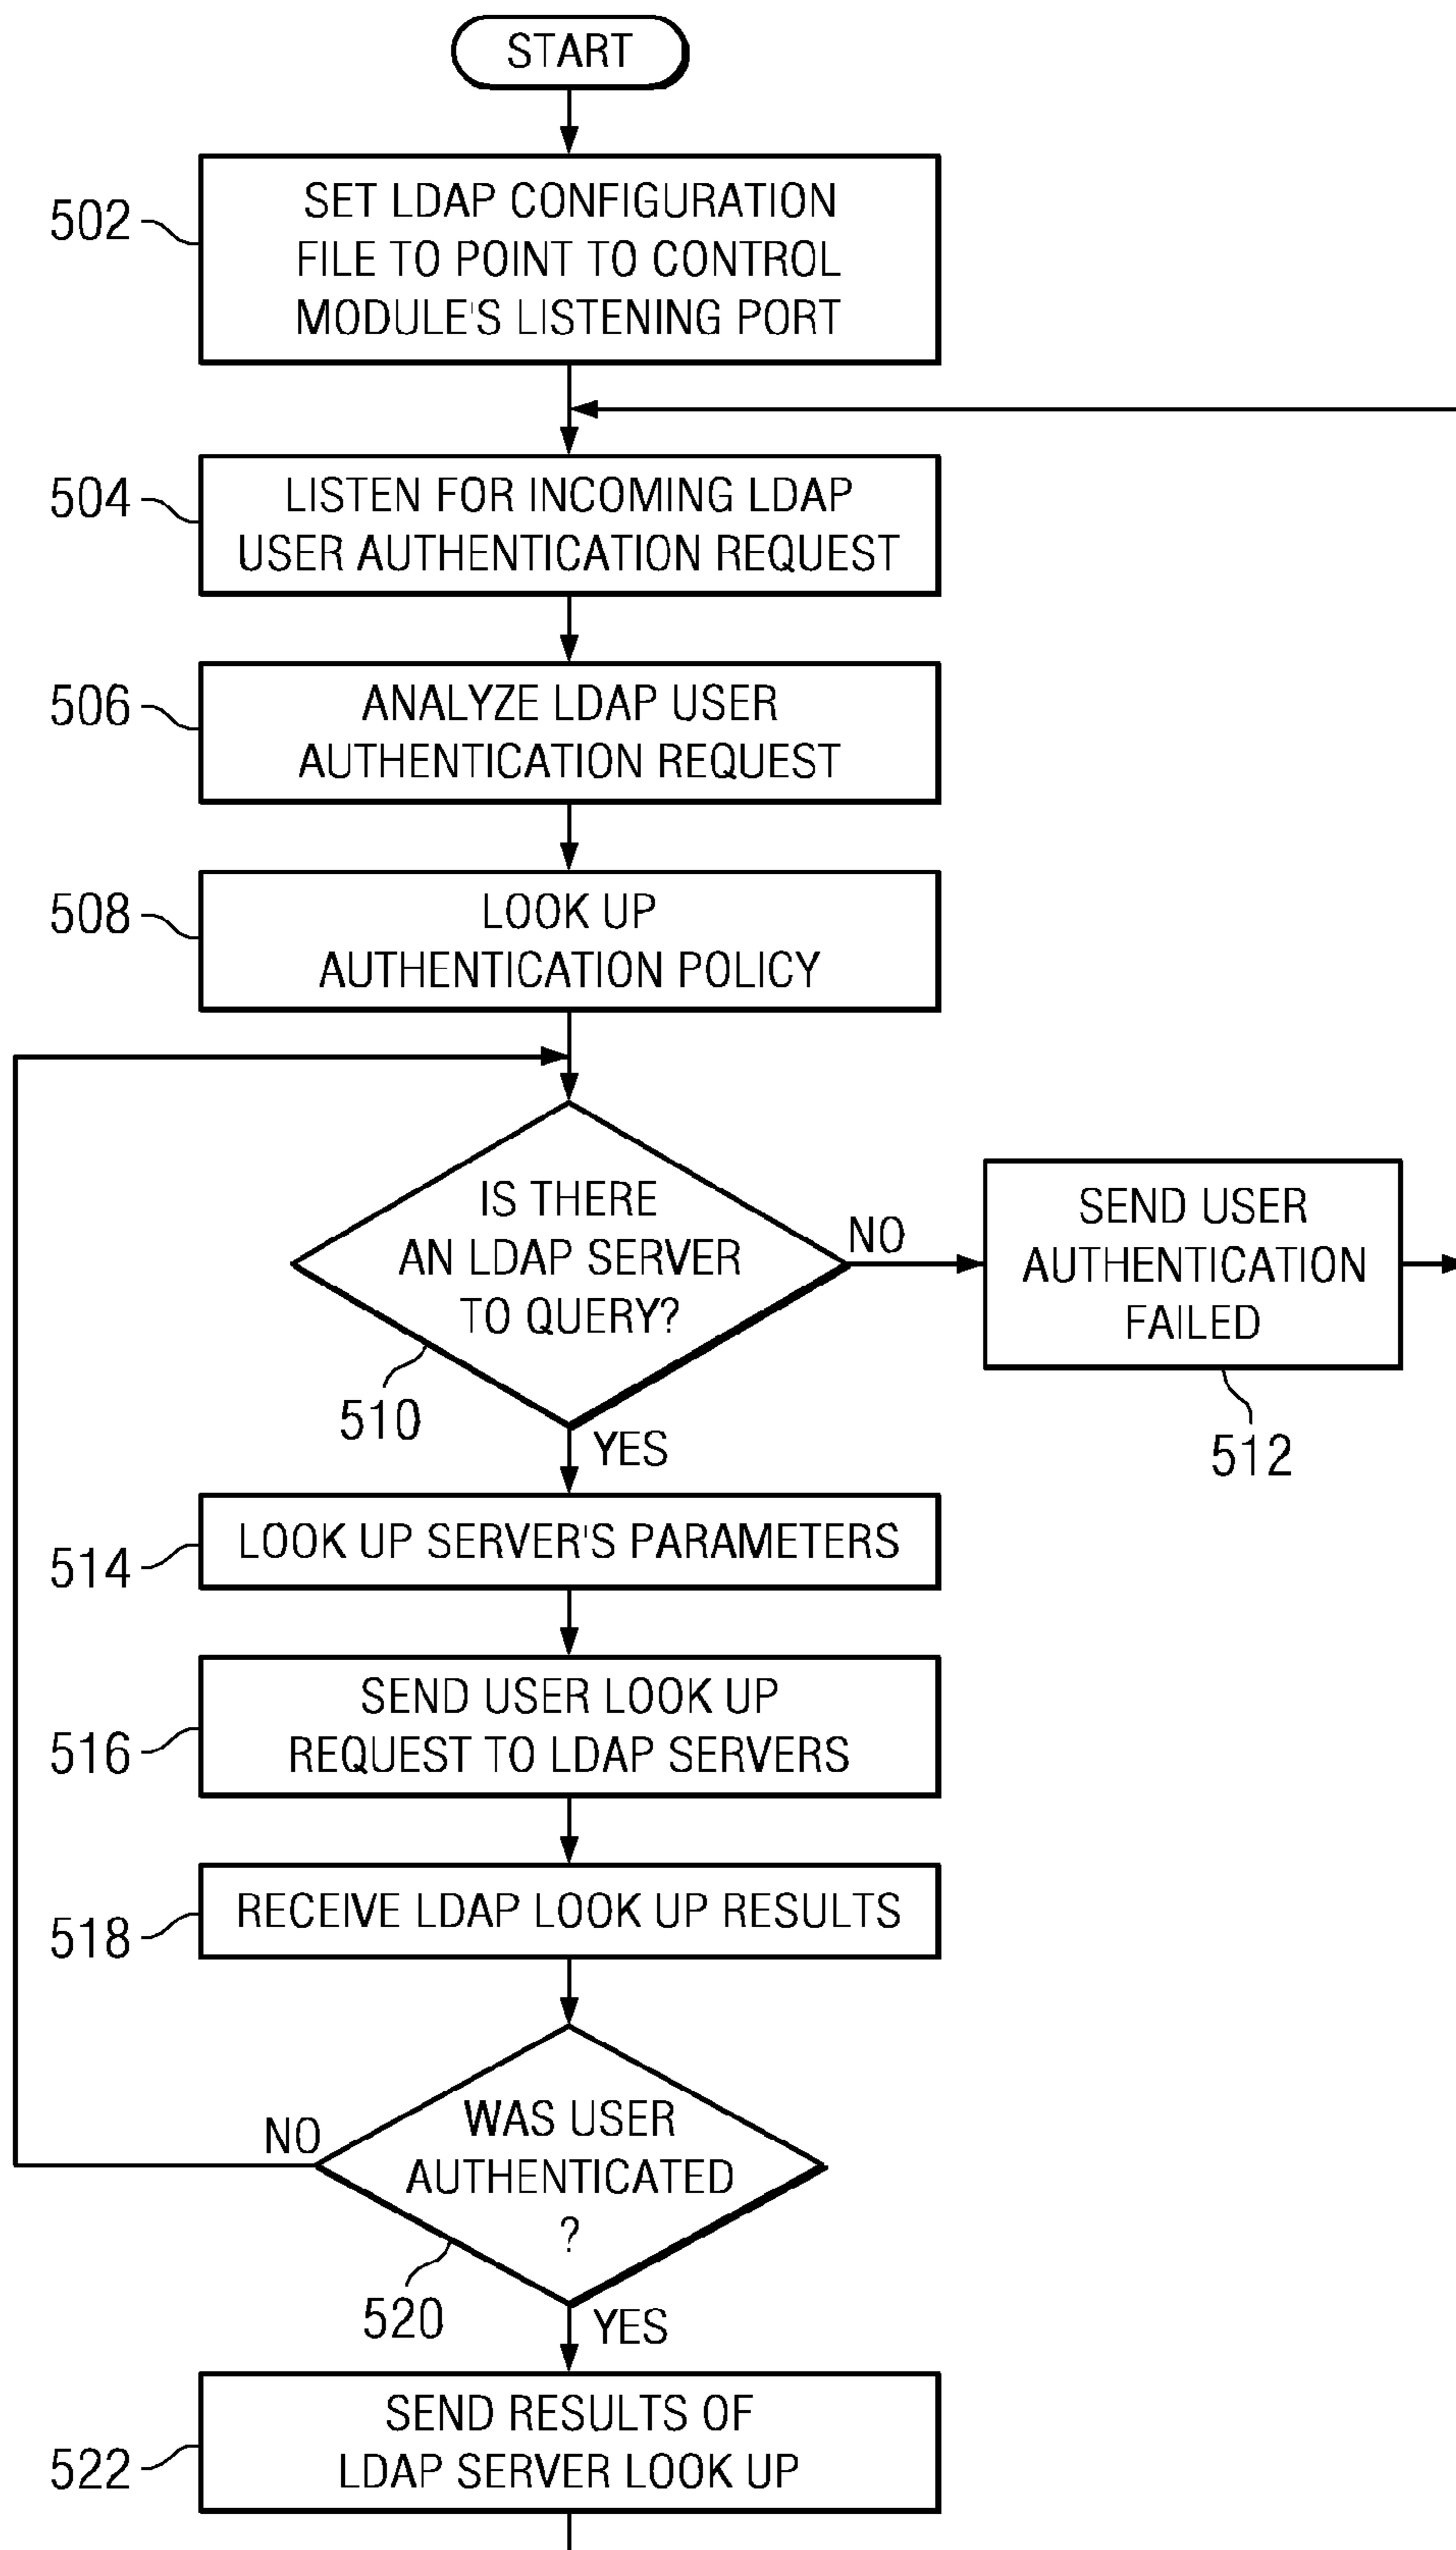 START
502
SET LDAP CONFIGURATION
FILE TO POINT TO CONTROL
MODULE'S LISTENING PORT
504
LISTEN FOR INCOMING LDAP
USER AUTHENTICATION REQUEST
506
ANALYZE LDAP USER
AUTHENTICATION REQUEST
508
LOOK UP
AUTHENTICATION POLICY
IS THERE
AN LDAP SERVER
TO QUERY?
510
NO
SEND USER
AUTHENTICATION
FAILED
512
YES
514
LOOK UP SERVER'S PARAMETERS
516
SEND USER LOOK UP
REQUEST TO LDAP SERVERS
518
RECEIVE LDAP LOOK UP RESULTS
NO
WAS USER
AUTHENTICATED
?
520
YES
522
SEND RESULTS OF
LDAP SERVER LOOK UP